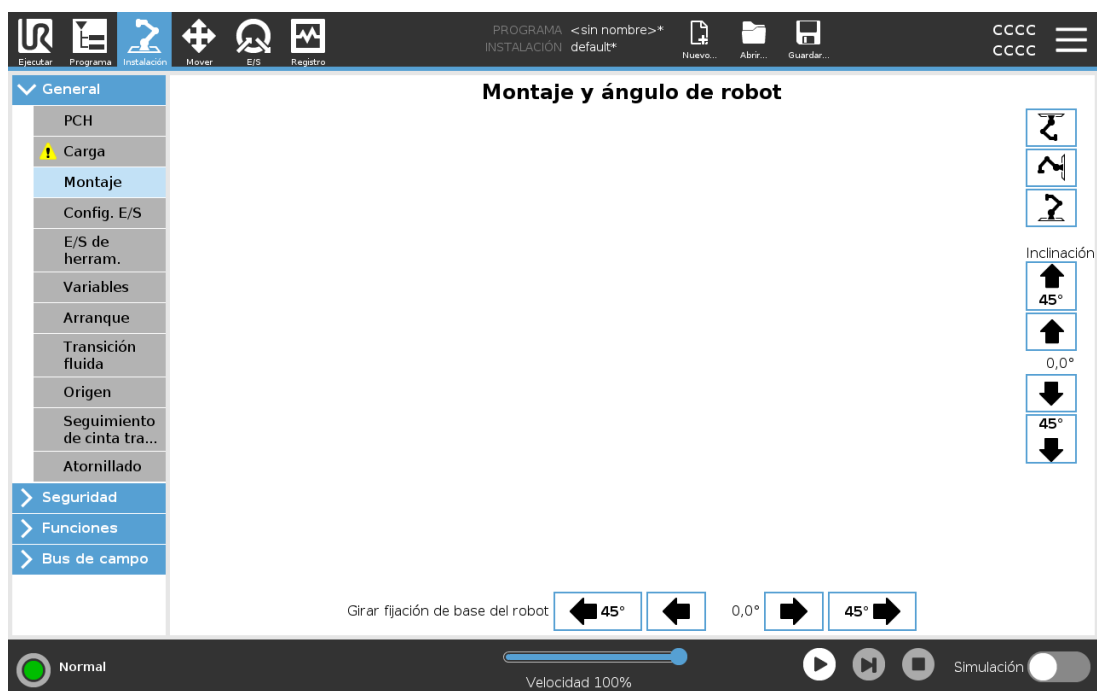 UR
Ejecutar
Programa
Instalación
Mover
E/S
Registro
PROGRAMA <sin nombre>*
INSTALACIÓN default*
Nuevo...
Abrir...
Guardar...
CCCC
CCCC
General
PCH
Carga
Montaje
Config. E/S
E/S de
herram.
Variables
Arranque
Transición
fluida
Origen
Seguimiento
de cinta tra...
Atornillado
Seguridad
Funciones
Bus de campo
Montaje y ángulo de robot
Inclinación
45°
0,0°
45°
Girar fijación de base del robot 45° 0,0° 45°
Normal
Velocidad 100%
Simulación